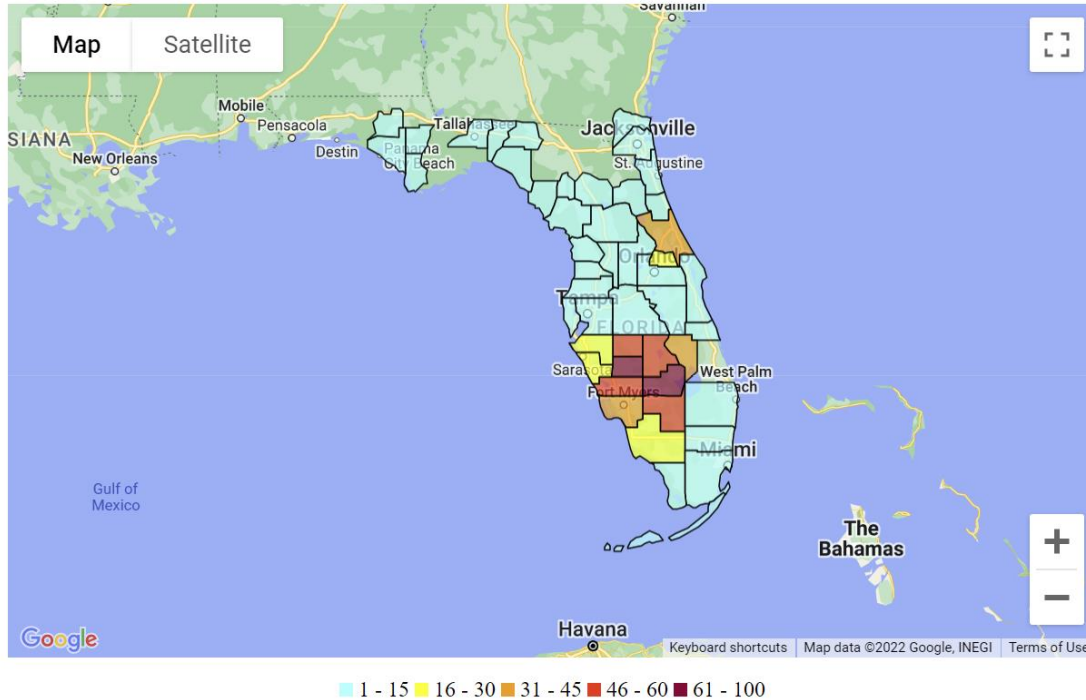 Savannah
Map Satellite
Mobile
Tallahassee
Jacksonville
Pensacola
SIANA
Panama
City Beach
St. Augustine
New Orleans
Destin
Orlando
Tampa
FLORIDA
Sarasota
West Palm
Beach
Fort Myers
Miami
Gulf of
Mexico
The
Bahamas
+
−
Google
Havana
Keyboard shortcuts Map data ©2022 Google, INEGI Terms of Use
1 - 15 16 - 30 31 - 45 46 - 60 61 - 100